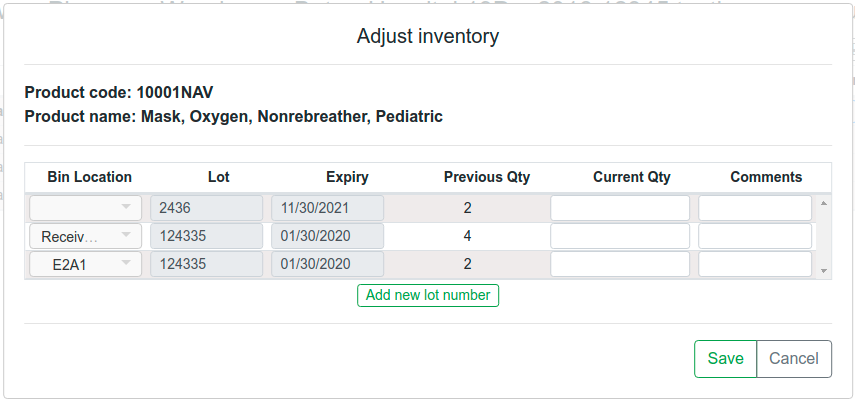 Adjust inventory
Product code: 10001NAV
Product name: Mask, Oxygen, Nonrebreather, Pediatric
Bin Location Lot Expiry Previous Qty Current Qty Comments
2436 11/30/2021 2
Receiv... 124335 01/30/2020 4
E2A1 124335 01/30/2020 2
Add new lot number
Save Cancel